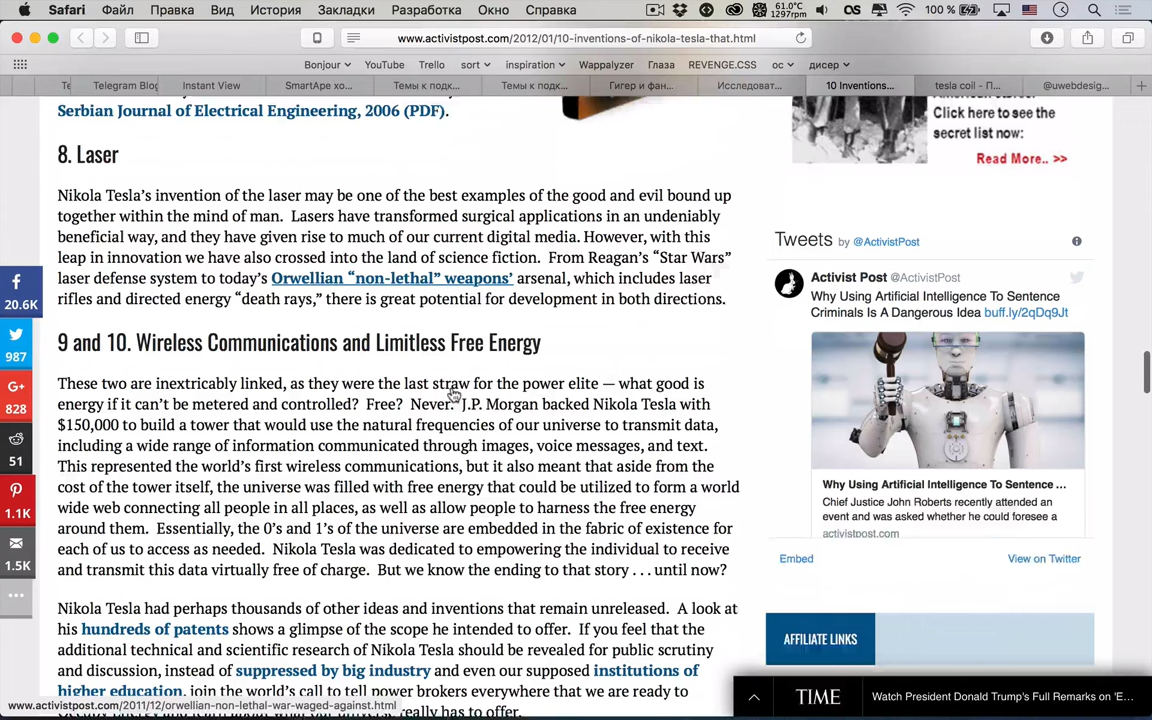 Safari Файл Правка Вид История Закладки Разработка Окно Справка 61.0°C 1297rpm 100 %
www.activistpost.com/2012/01/10-inventions-of-nikola-tesla-that.html
Bonjour YouTube Trello sort inspiration Wappalyzer Глаза REVENGE.CSS ос дисер
Те Telegram Blog Instant View SmartApe хо... Темы к подк... Темы к подк... Гигер и фан... Исследоват... 10 Inventions... tesla coil - П... @uwebdesig...
Serbian Journal of Electrical Engineering, 2006 (PDF).
8. Laser
Nikola Tesla’s invention of the laser may be one of the best examples of the good and evil bound up
together within the mind of man. Lasers have transformed surgical applications in an undeniably
beneficial way, and they have given rise to much of our current digital media. However, with this
leap in innovation we have also crossed into the land of science fiction. From Reagan’s “Star Wars”
laser defense system to today’s Orwellian “non-lethal” weapons’ arsenal, which includes laser
rifles and directed energy “death rays,” there is great potential for development in both directions.
9 and 10. Wireless Communications and Limitless Free Energy
These two are inextricably linked, as they were the last straw for the power elite — what good is
energy if it can’t be metered and controlled? Free? Never. J.P. Morgan backed Nikola Tesla with
$150,000 to build a tower that would use the natural frequencies of our universe to transmit data,
including a wide range of information communicated through images, voice messages, and text.
This represented the world’s first wireless communications, but it also meant that aside from the
cost of the tower itself, the universe was filled with free energy that could be utilized to form a world
wide web connecting all people in all places, as well as allow people to harness the free energy
around them. Essentially, the 0’s and 1’s of the universe are embedded in the fabric of existence for
each of us to access as needed. Nikola Tesla was dedicated to empowering the individual to receive
and transmit this data virtually free of charge. But we know the ending to that story . . . until now?
Nikola Tesla had perhaps thousands of other ideas and inventions that remain unreleased. A look at
his hundreds of patents shows a glimpse of the scope he intended to offer. If you feel that the
additional technical and scientific research of Nikola Tesla should be revealed for public scrutiny
and discussion, instead of suppressed by big industry and even our supposed institutions of
higher education, join the world’s call to tell power brokers everywhere that we are ready to
really has to offer.
www.activistpost.com/2011/12/orwellian-non-lethal-war-waged-against.html
20.6K
987
828
51
1.1K
1.5K
Click here to see the
secret list now:
Read More.. >>
Tweets by @ActivistPost
Activist Post @ActivistPost
Why Using Artificial Intelligence To Sentence
Criminals Is A Dangerous Idea buff.ly/2qDq9Jt
Why Using Artificial Intelligence To Sentence ...
Chief Justice John Roberts recently attended an
event and was asked whether he could foresee a
activistpost.com
Embed View on Twitter
AFFILIATE LINKS
TIME Watch President Donald Trump's Full Remarks on 'E...